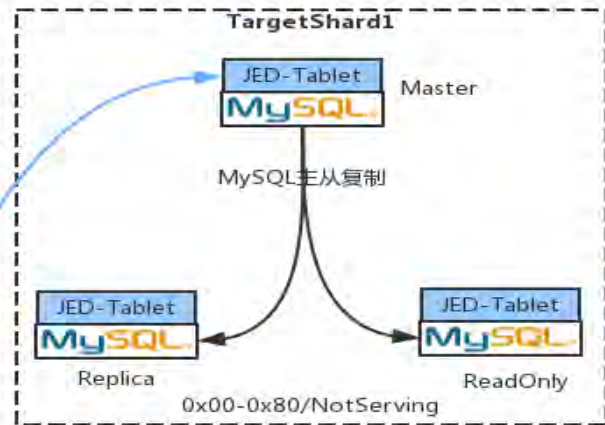 TargetShard1
JED-Tablet
MySQL
Master
MySQL主从复制
JED-Tablet
MySQL
Replica
JED-Tablet
MySQL
ReadOnly
0x00-0x80/NotServing